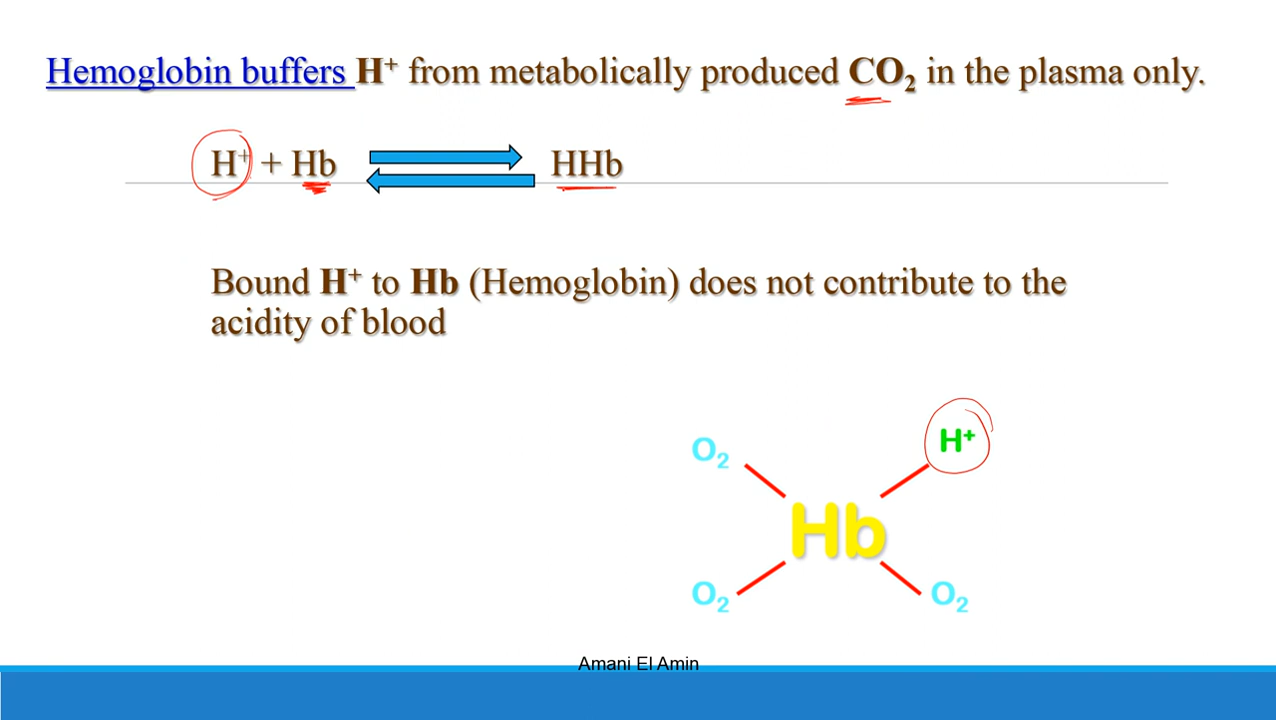 Hemoglobin buffers H⁺ from metabolically produced CO₂ in the plasma only.
H⁺ + Hb HHb
Bound H⁺ to Hb (Hemoglobin) does not contribute to the
acidity of blood
O₂ H⁺
Hb
O₂ O₂
Amani El Amin